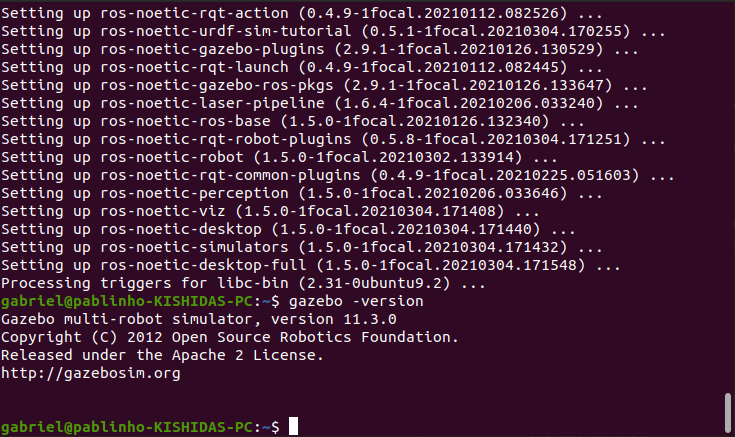 Setting up ros-noetic-rqt-action (0.4.9-1focal.20210112.082526) ...
Setting up ros-noetic-urdf-sim-tutorial (0.5.1-1focal.20210304.170255) ...
Setting up ros-noetic-gazebo-plugins (2.9.1-1focal.20210126.130529) ...
Setting up ros-noetic-rqt-launch (0.4.9-1focal.20210112.082445) ...
Setting up ros-noetic-gazebo-ros-pkgs (2.9.1-1focal.20210126.133647) ...
Setting up ros-noetic-laser-pipeline (1.6.4-1focal.20210206.033240) ...
Setting up ros-noetic-ros-base (1.5.0-1focal.20210126.132340) ...
Setting up ros-noetic-rqt-robot-plugins (0.5.8-1focal.20210304.171251) ...
Setting up ros-noetic-robot (1.5.0-1focal.20210302.133914) ...
Setting up ros-noetic-rqt-common-plugins (0.4.9-1focal.20210225.051603) ...
Setting up ros-noetic-perception (1.5.0-1focal.20210206.033646) ...
Setting up ros-noetic-viz (1.5.0-1focal.20210304.171408) ...
Setting up ros-noetic-desktop (1.5.0-1focal.20210304.171440) ...
Setting up ros-noetic-simulators (1.5.0-1focal.20210304.171432) ...
Setting up ros-noetic-desktop-full (1.5.0-1focal.20210304.171548) ...
Processing triggers for libc-bin (2.31-0ubuntu9.2) ...
gabriel@pablinho-KISHIDAS-PC:~$ gazebo -version
Gazebo multi-robot simulator, version 11.3.0
Copyright (C) 2012 Open Source Robotics Foundation.
Released under the Apache 2 License.
http://gazebosim.org
gabriel@pablinho-KISHIDAS-PC:~$